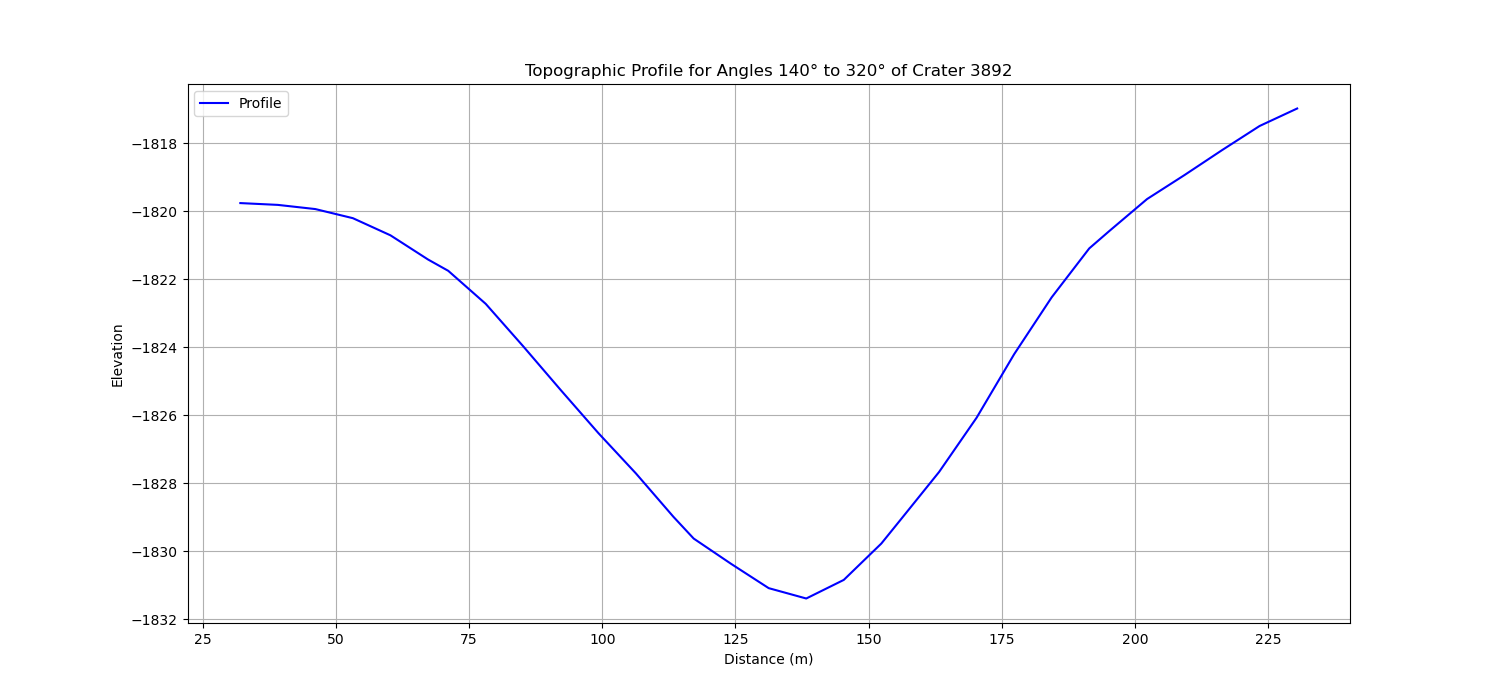 Topographic Profile for Angles 140° to 320° of Crater 3892
Profile
−1818
−1820
−1822
−1824
−1826
−1828
−1830
−1832
Elevation
25 50 75 100 125 150 175 200 225
Distance (m)